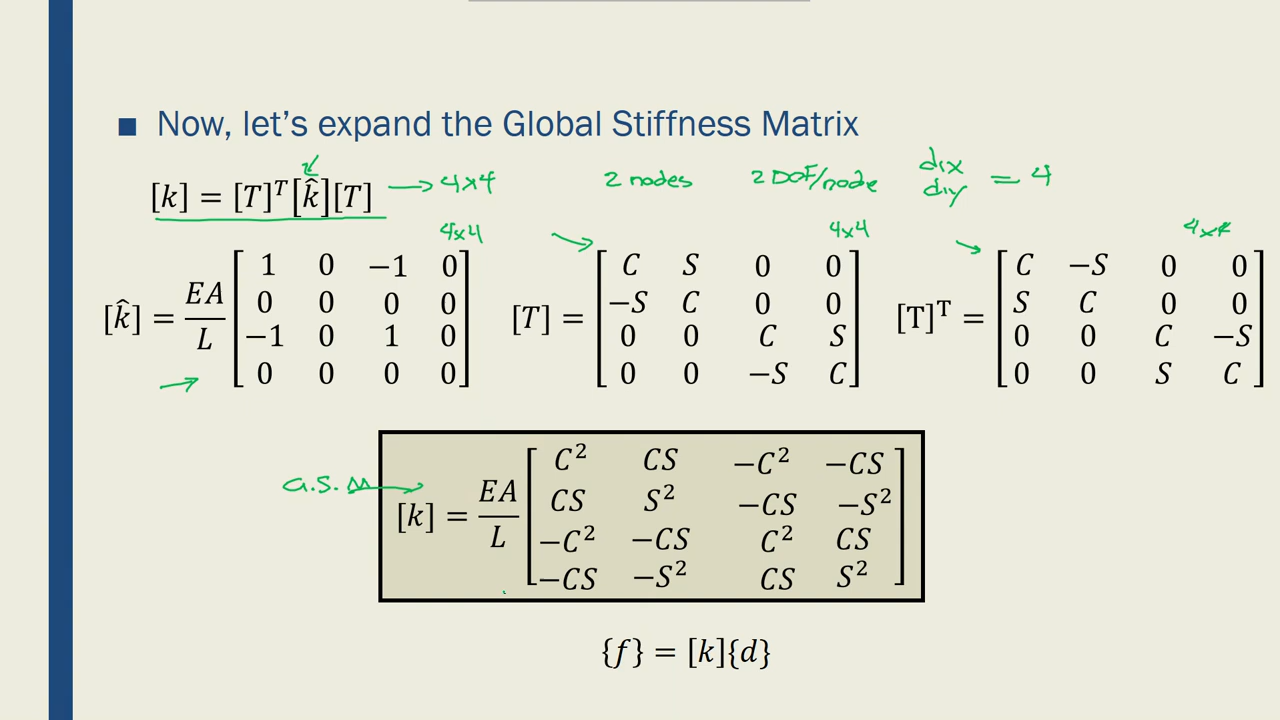 ■ Now, let's expand the Global Stiffness Matrix
[k] = [T]ᵀ[k̂][T] → 4x4 2 nodes 2 DOF/node d₁x d₁y = 4
4x4 4x4 4x4
[k̂] = EA/L [1 0 −1 0; 0 0 0 0; −1 0 1 0; 0 0 0 0] [T] = [C S 0 0; −S C 0 0; 0 0 C S; 0 0 −S C] [T]ᵀ = [C −S 0 0; S C 0 0; 0 0 C −S; 0 0 S C]
G.S.M →
[k] = EA/L [C² CS −C² −CS; CS S² −CS −S²; −C² −CS C² CS; −CS −S² CS S²]
{f} = [k]{d}